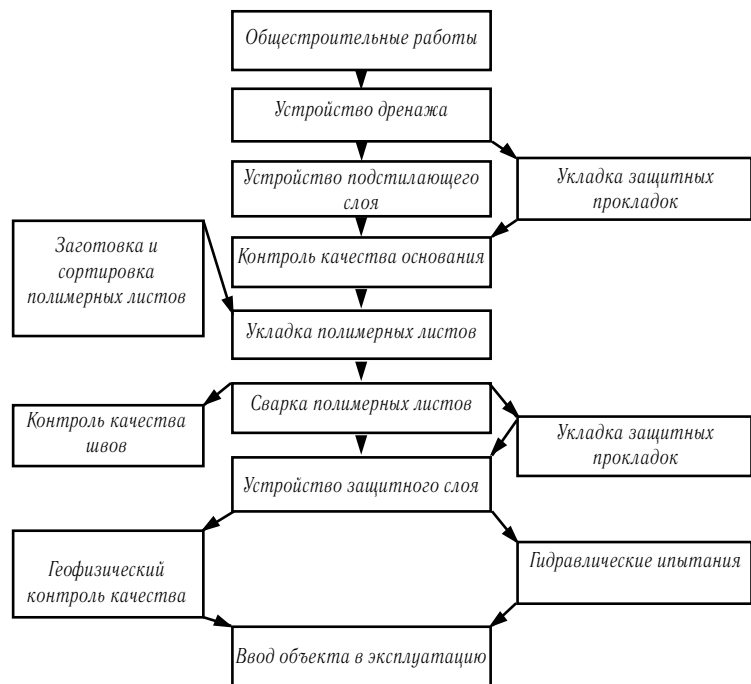 Общестроительные работы
Устройство дренажа
Устройство подстилающего
слоя
Укладка защитных
прокладок
Заготовка и
сортировка
полимерных листов
Контроль качества основания
Укладка полимерных листов
Сварка полимерных листов
Контроль качества
швов
Укладка защитных
прокладок
Устройство защитного слоя
Геофизический
контроль качества
Гидравлические ипытания
Ввод объекта в эксплуатацию